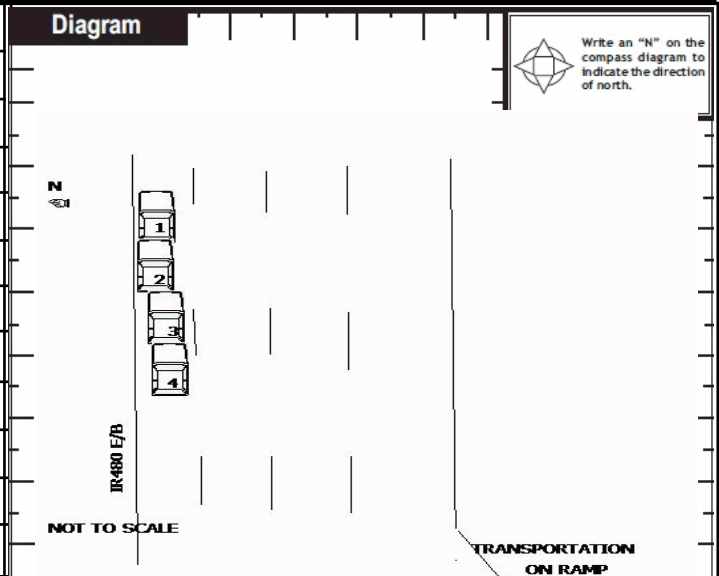 Diagram
Write an “N” on the
compass diagram to
indicate the direction
of north.
N
1
2
3
4
IR480 E/B
NOT TO SCALE
TRANSPORTATION
ON RAMP